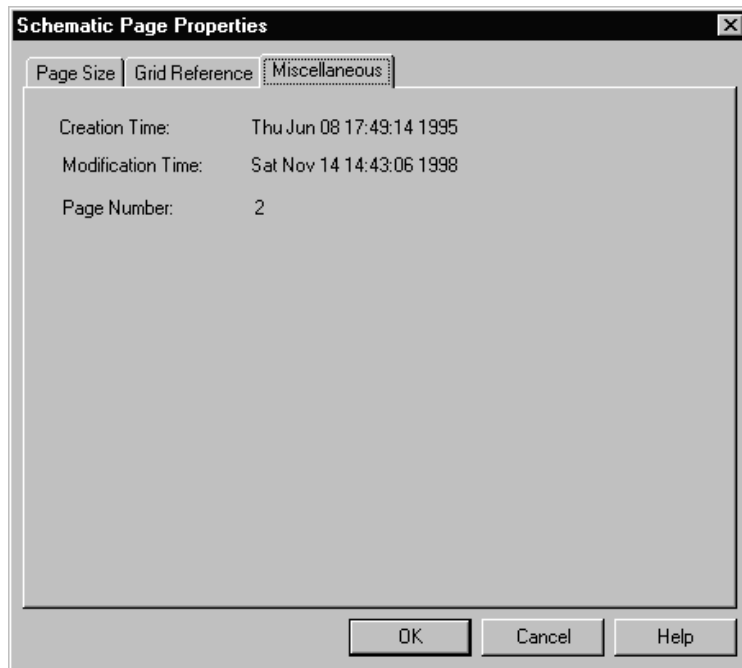 Schematic Page Properties
Page Size Grid Reference Miscellaneous
Creation Time: Thu Jun 08 17:49:14 1995
Modification Time: Sat Nov 14 14:43:06 1998
Page Number: 2
OK Cancel Help